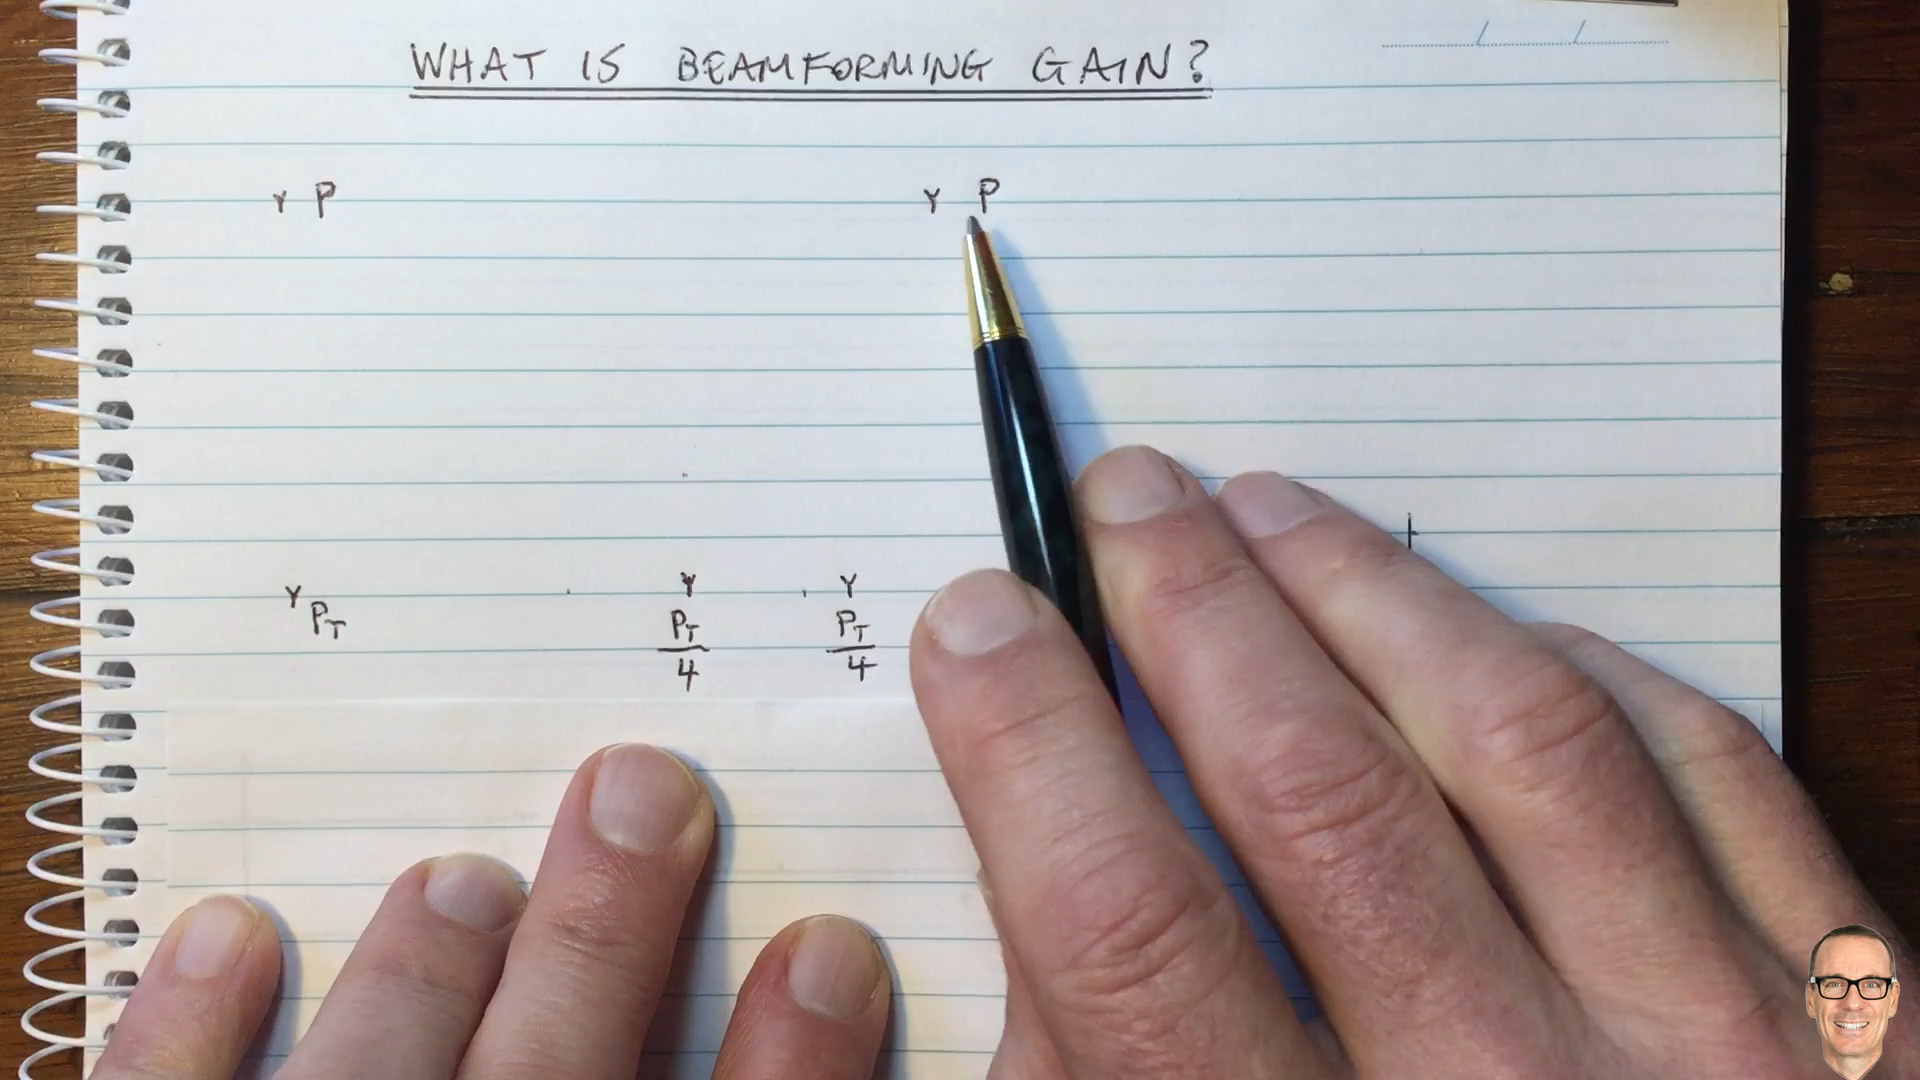 WHAT IS BEAMFORMING GAIN?
Y P Y P
Y Y Y
P_T P_T/4 P_T/4